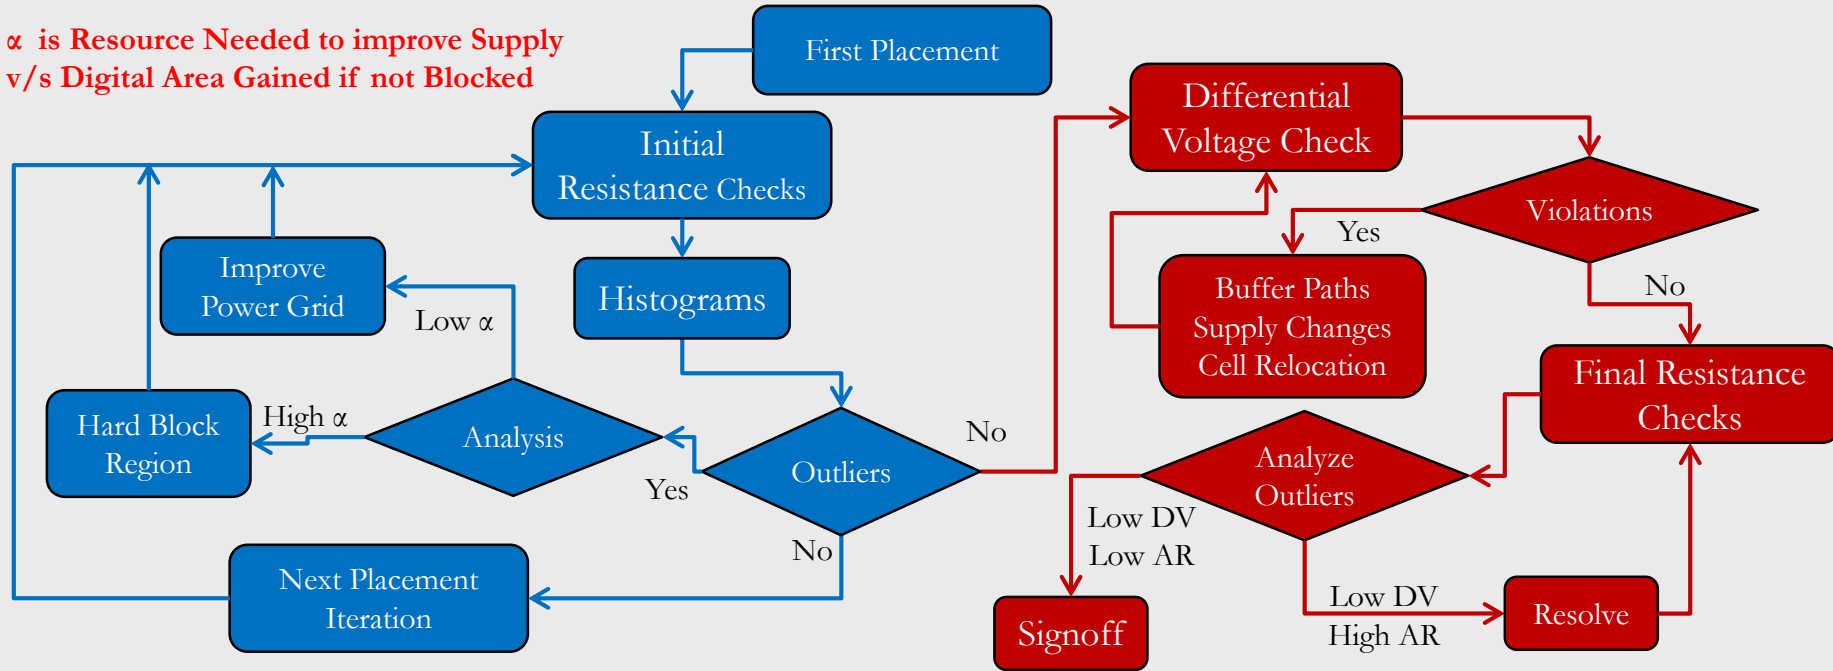 α is Resource Needed to improve Supply
v/s Digital Area Gained if not Blocked
First Placement
Initial
Resistance Checks
Histograms
Improve
Power Grid
Low α
Hard Block
Region
High α
Analysis
Yes
Outliers
No
No
Next Placement
Iteration
Differential
Voltage Check
Violations
Yes
No
Buffer Paths
Supply Changes
Cell Relocation
Final Resistance
Checks
Analyze
Outliers
Low DV
Low AR
Signoff
Low DV
High AR
Resolve